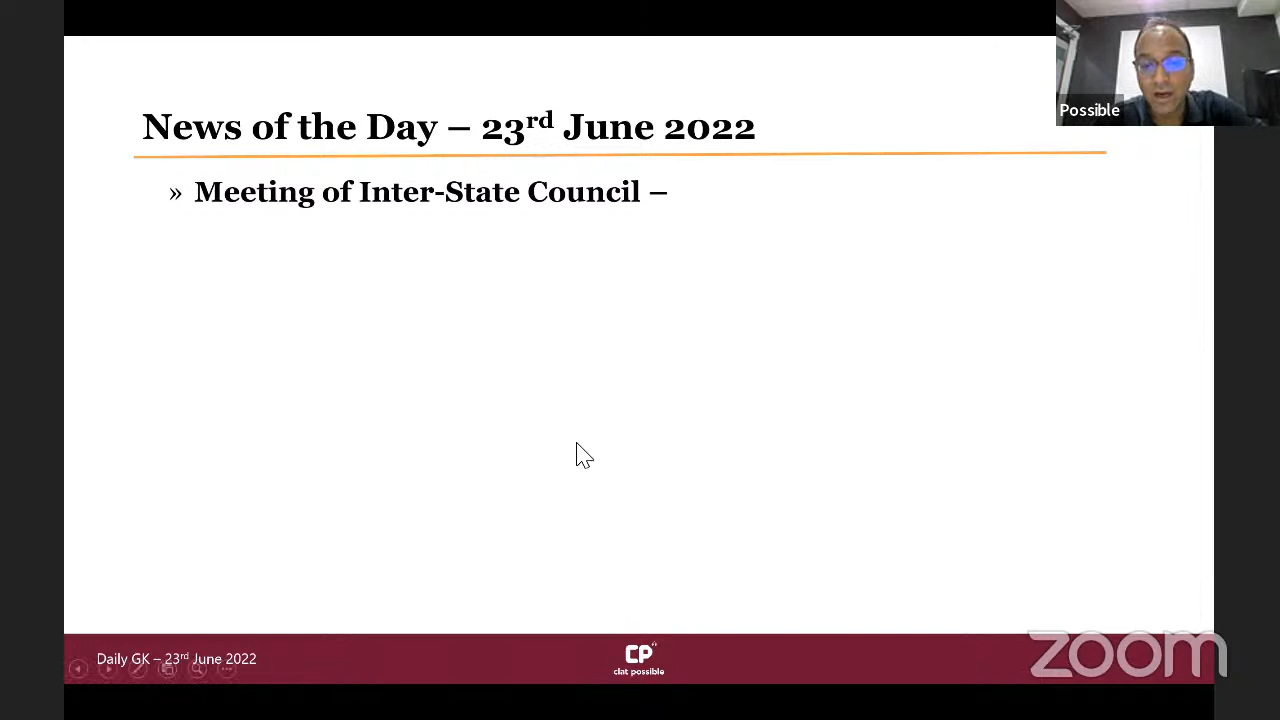 Possible
News of the Day – 23rd June 2022
» Meeting of Inter-State Council –
Daily GK – 23rd June 2022
CP
clat possible
zoom